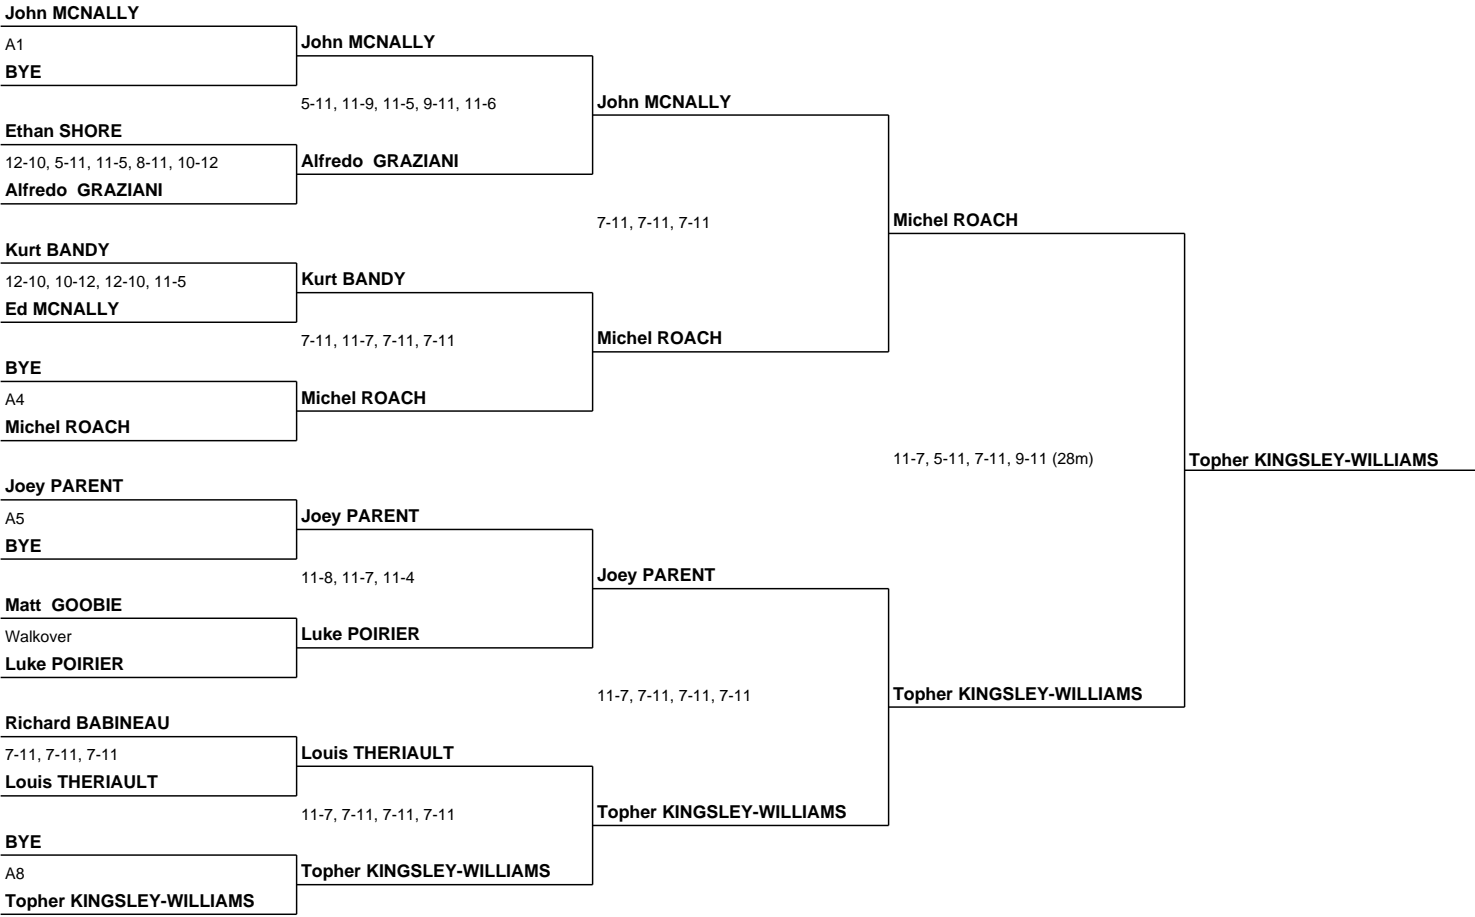 John MCNALLY
A1
BYE
Ethan SHORE
12-10, 5-11, 11-5, 8-11, 10-12
Alfredo  GRAZIANI
Kurt BANDY
12-10, 10-12, 12-10, 11-5
Ed MCNALLY
BYE
A4
Michel ROACH
Joey PARENT
A5
BYE
Matt  GOOBIE
Walkover
Luke POIRIER
Richard BABINEAU
7-11, 7-11, 7-11
Louis THERIAULT
BYE
A8
Topher KINGSLEY-WILLIAMS
John MCNALLY
5-11, 11-9, 11-5, 9-11, 11-6
Alfredo  GRAZIANI
Kurt BANDY
7-11, 11-7, 7-11, 7-11
Michel ROACH
Joey PARENT
11-8, 11-7, 11-4
Luke POIRIER
Louis THERIAULT
11-7, 7-11, 7-11, 7-11
Topher KINGSLEY-WILLIAMS
John MCNALLY
7-11, 7-11, 7-11
Michel ROACH
Joey PARENT
11-7, 7-11, 7-11, 7-11
Topher KINGSLEY-WILLIAMS
Michel ROACH
11-7, 5-11, 7-11, 9-11 (28m)
Topher KINGSLEY-WILLIAMS
Topher KINGSLEY-WILLIAMS